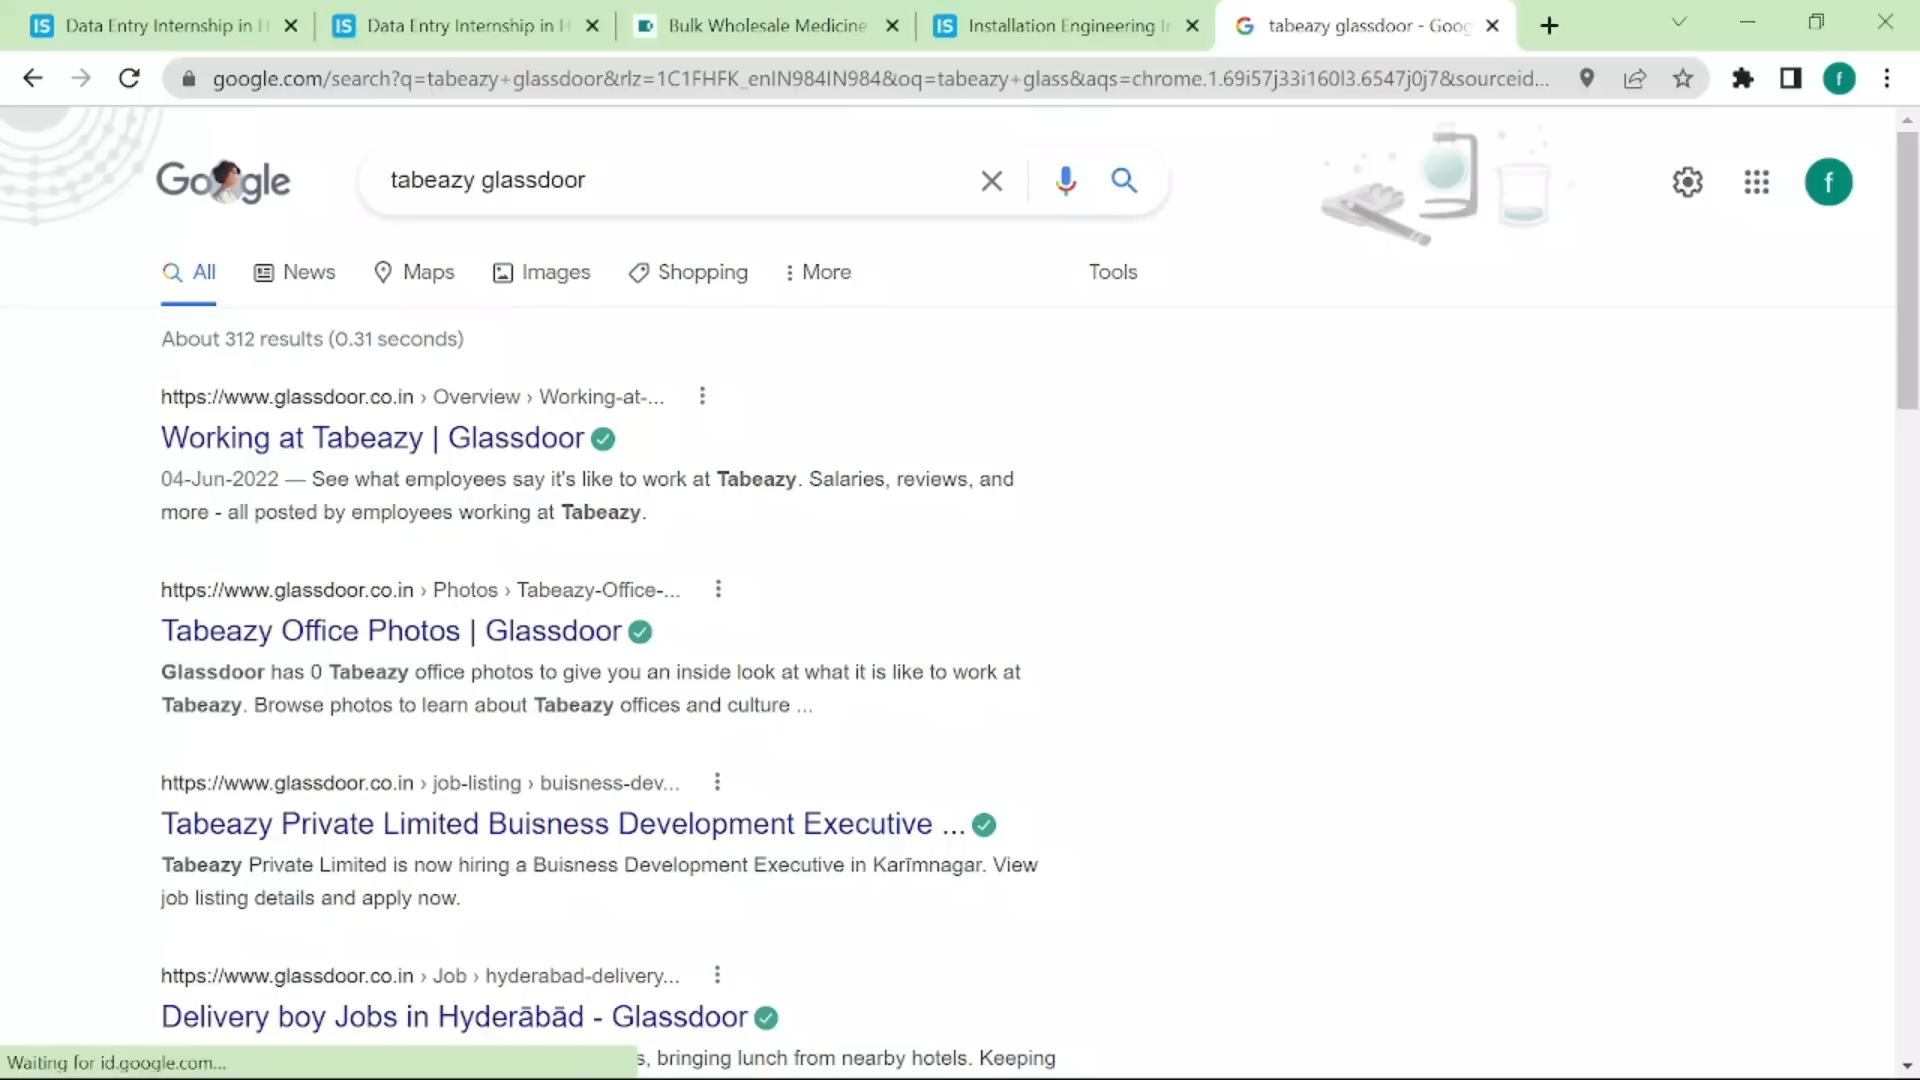 Data Entry Internship in H
Data Entry Internship in H
Bulk Wholesale Medicine
Installation Engineering In
tabeazy glassdoor - Goog
google.com/search?q=tabeazy+glassdoor&rlz=1C1FHFK_enIN984IN984&oq=tabeazy+glass&aqs=chrome.1.69i57j33i160l3.6547j0j7&sourceid...
f
Google
tabeazy glassdoor
f
All
News
Maps
Images
Shopping
More
Tools
About 312 results (0.31 seconds)
https://www.glassdoor.co.in › Overview › Working-at-...
Working at Tabeazy | Glassdoor
04-Jun-2022 — See what employees say it's like to work at Tabeazy. Salaries, reviews, and
more - all posted by employees working at Tabeazy.
https://www.glassdoor.co.in › Photos › Tabeazy-Office-...
Tabeazy Office Photos | Glassdoor
Glassdoor has 0 Tabeazy office photos to give you an inside look at what it is like to work at
Tabeazy. Browse photos to learn about Tabeazy offices and culture ...
https://www.glassdoor.co.in › job-listing › buisness-dev...
Tabeazy Private Limited Buisness Development Executive ...
Tabeazy Private Limited is now hiring a Buisness Development Executive in Karīmnagar. View
job listing details and apply now.
https://www.glassdoor.co.in › Job › hyderabad-delivery...
Delivery boy Jobs in Hyderābād - Glassdoor
s, bringing lunch from nearby hotels. Keeping
Waiting for id.google.com...